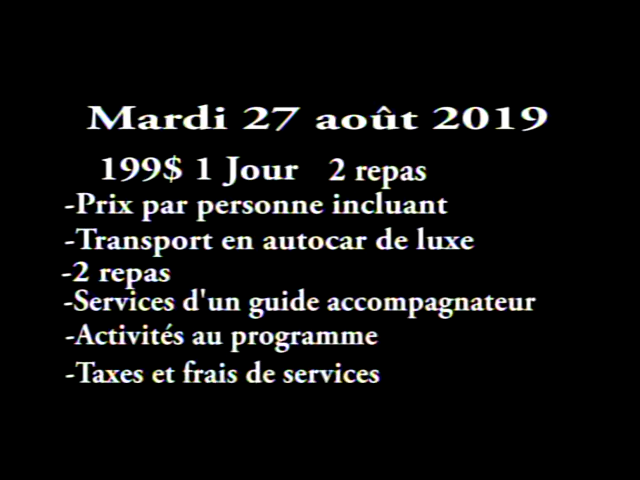 Mardi 27 août 2019
199$ 1 Jour 2 repas
-Prix par personne incluant
-Transport en autocar de luxe
-2 repas
-Services d'un guide accompagnateur
-Activités au programme
-Taxes et frais de services